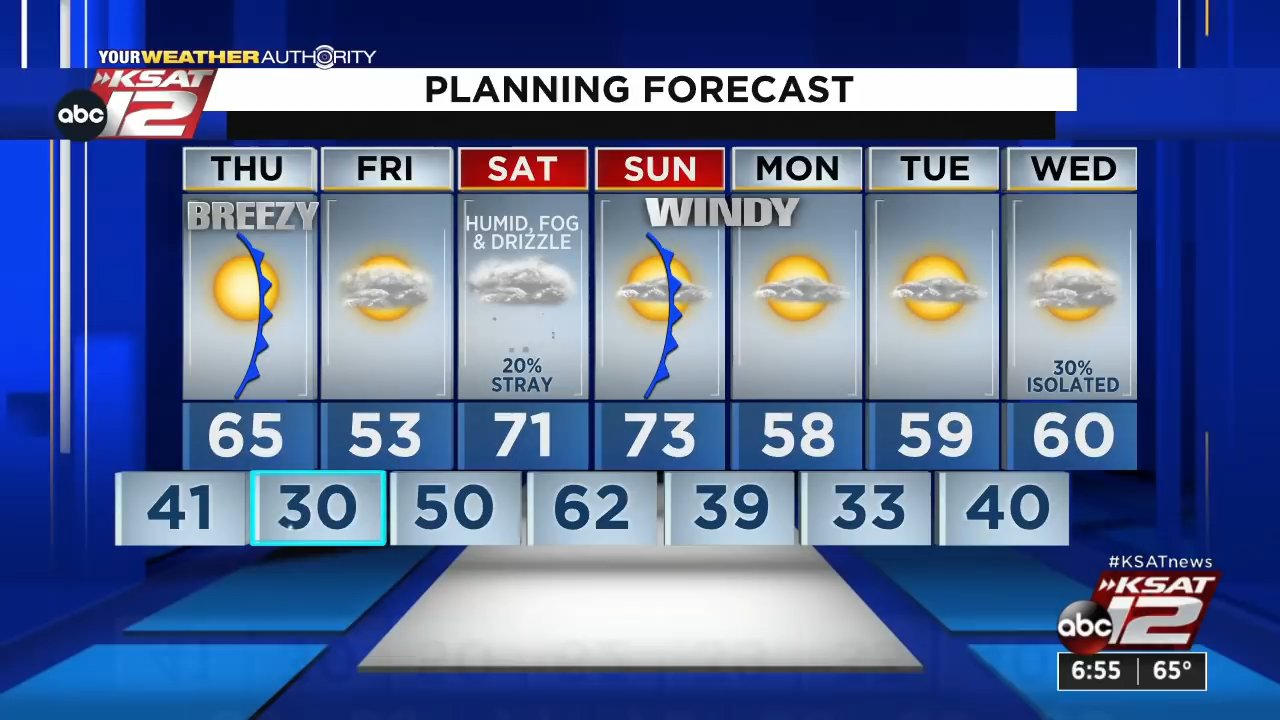 YOURWEATHERAUTHORITY
KSAT
abc 12
PLANNING FORECAST
THU FRI SAT SUN MON TUE WED
BREEZY
WINDY
HUMID, FOG
& DRIZZLE
20%
STRAY
30%
ISOLATED
65 53 71 73 58 59 60
41 30 50 62 39 33 40
#KSATnews
KSAT
abc 12
6:55 65°